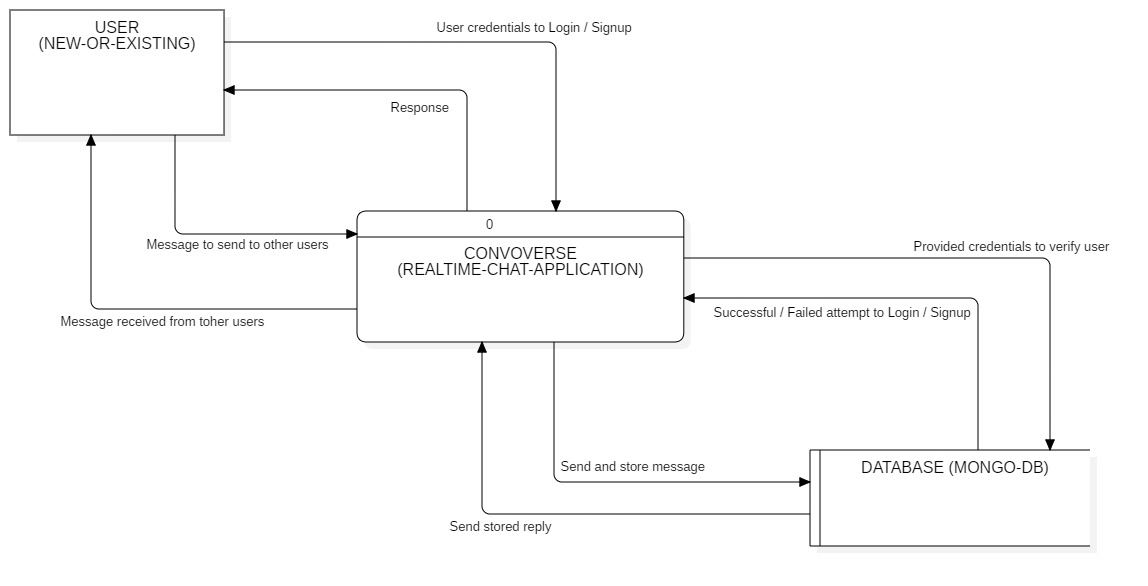 USER
(NEW-OR-EXISTING)
User credentials to Login / Signup
Response
Message to send to other users
Message received from toher users
0
CONVOVERSE
(REALTIME-CHAT-APPLICATION)
Provided credentials to verify user
Successful / Failed attempt to Login / Signup
Send and store message
Send stored reply
DATABASE (MONGO-DB)